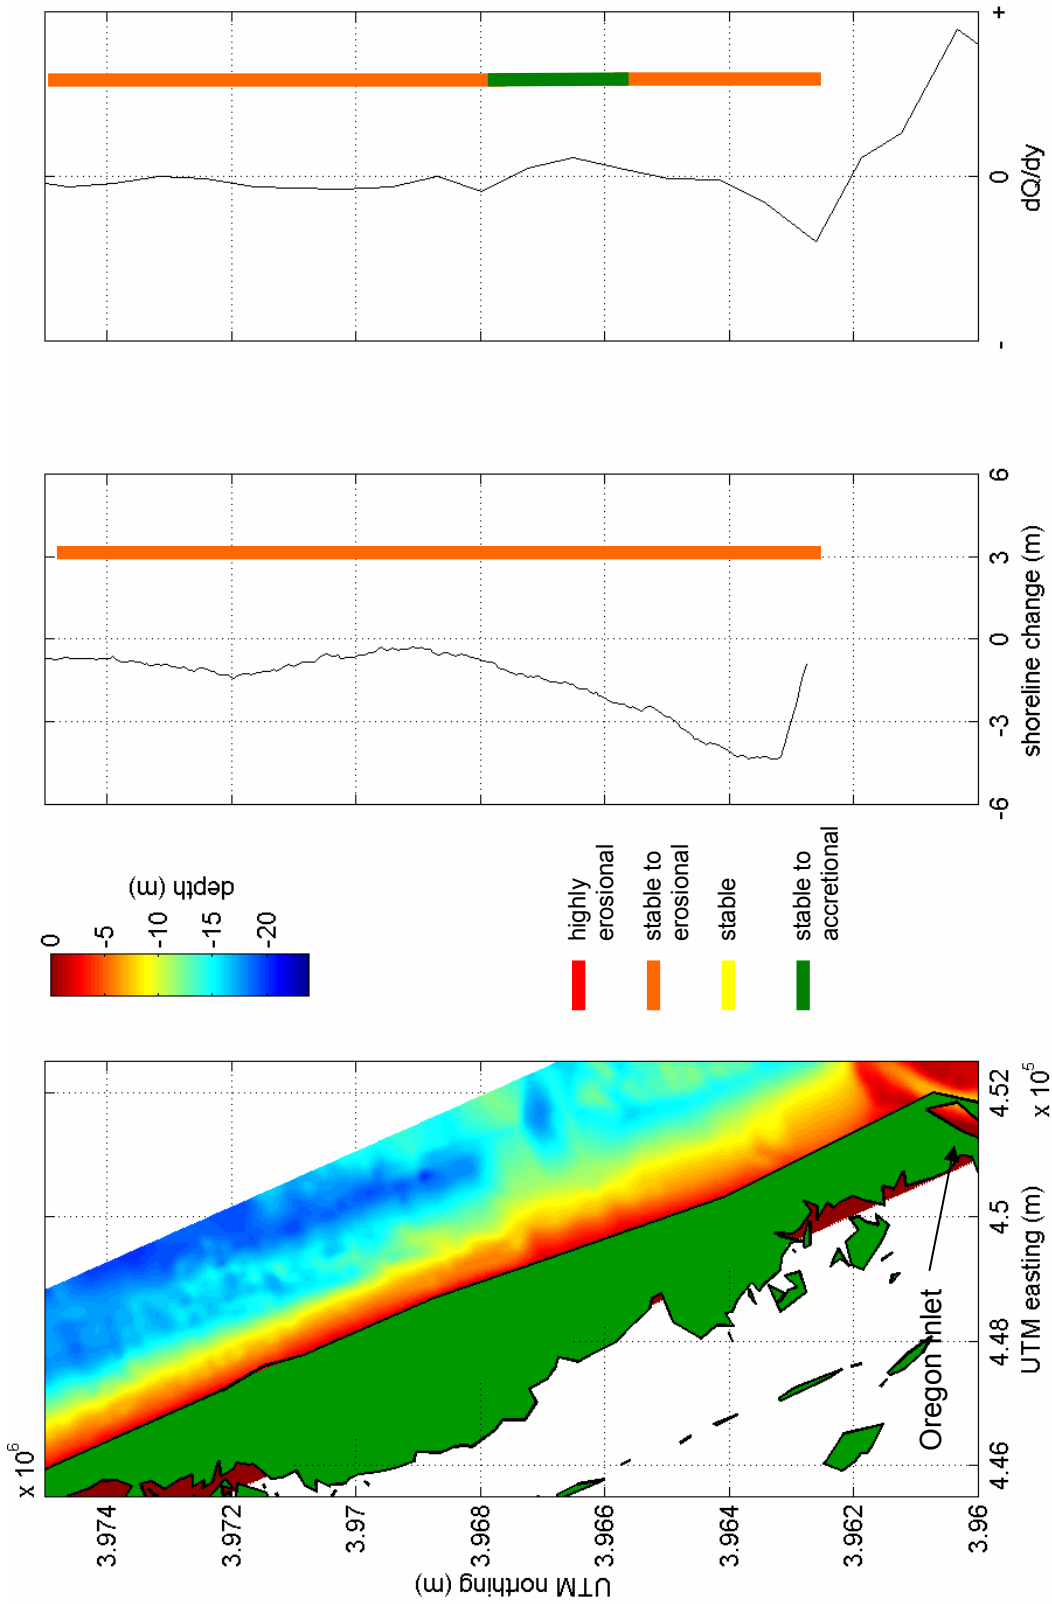 +
0
-
dQ/dy
6
3
0
-3
-6
shoreline change (m)
0
-5
-10
-15
-20
depth (m)
highly
erosional
stable to
erosional
stable
stable to
accretional
x 10^6
3.974
3.972
3.97
3.968
3.966
3.964
3.962
3.96
UTM northing (m)
4.52
4.5
4.48
4.46
x 10^5
UTM easting (m)
Oregon Inlet